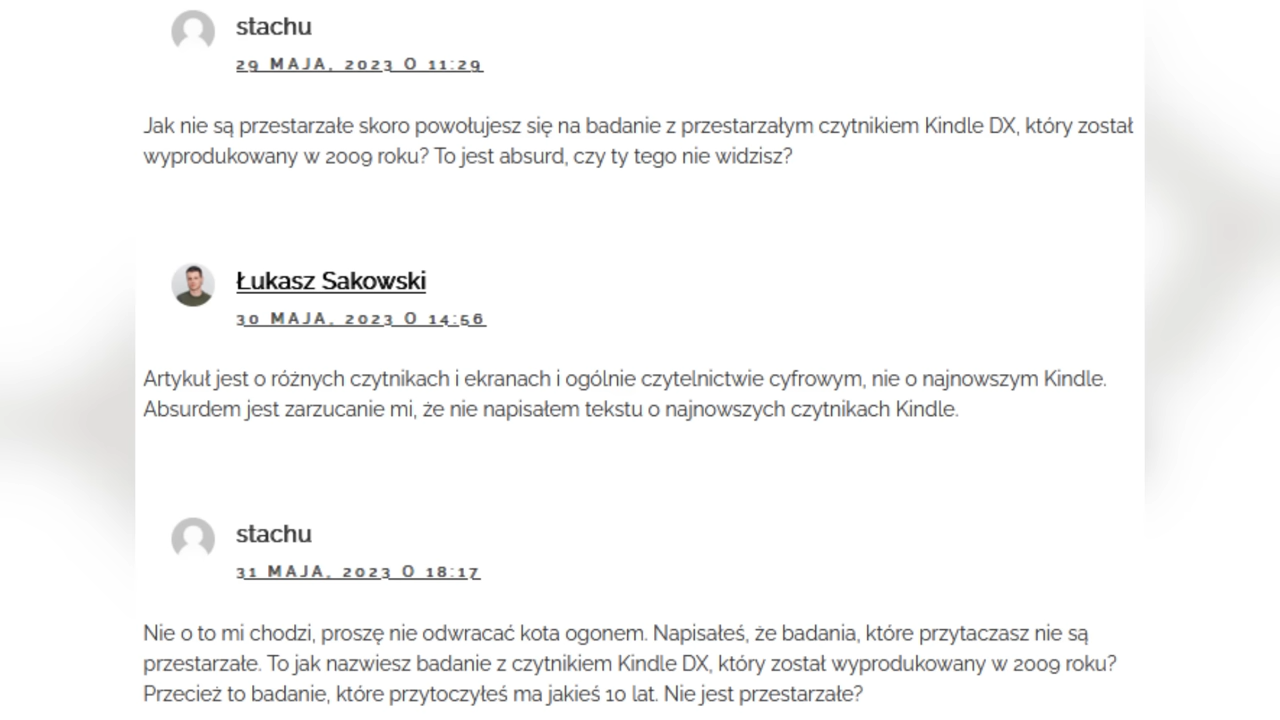 stachu
29 MAJA, 2023 O 11:29
Jak nie są przestarzałe skoro powołujesz się na badanie z przestarzałym czytnikiem Kindle DX, który został
wyprodukowany w 2009 roku? To jest absurd, czy ty tego nie widzisz?
Łukasz Sakowski
30 MAJA, 2023 O 14:56
Artykuł jest o różnych czytnikach i ekranach i ogólnie czytelnictwie cyfrowym, nie o najnowszym Kindle.
Absurdem jest zarzucanie mi, że nie napisałem tekstu o najnowszych czytnikach Kindle.
stachu
31 MAJA, 2023 O 18:17
Nie o to mi chodzi, proszę nie odwracać kota ogonem. Napisałeś, że badania, które przytaczasz nie są
przestarzałe. To jak nazwiesz badanie z czytnikiem Kindle DX, który został wyprodukowany w 2009 roku?
Przecież to badanie, które przytoczyłeś ma jakieś 10 lat. Nie jest przestarzałe?